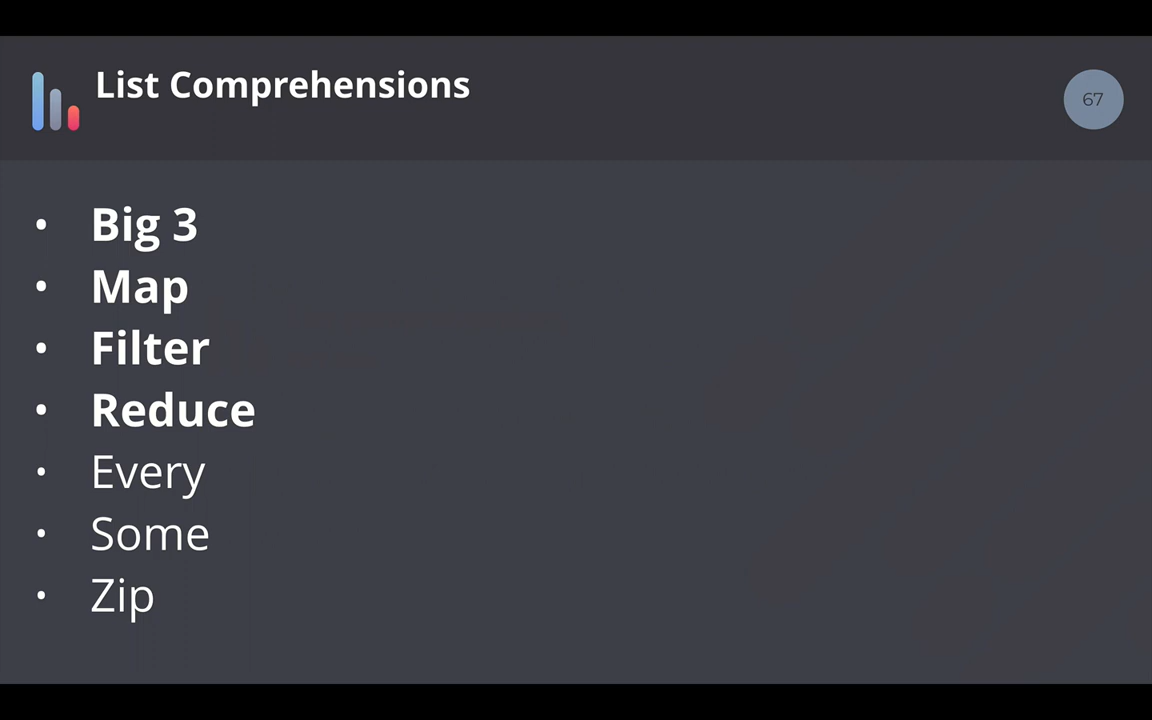 List Comprehensions
67
• Big 3
• Map
• Filter
• Reduce
• Every
• Some
• Zip